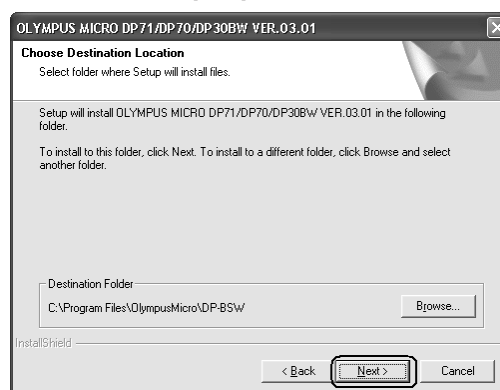 OLYMPUS MICRO DP71/DP70/DP30BW VER.03.01
Choose Destination Location
Select folder where Setup will install files.
Setup will install OLYMPUS MICRO DP71/DP70/DP30BW VER.03.01 in the following
folder.
To install to this folder, click Next. To install to a different folder, click Browse and select
another folder.
Destination Folder
C:\Program Files\OlympusMicro\DP-BSW
Browse...
InstallShield
< Back
Next >
Cancel